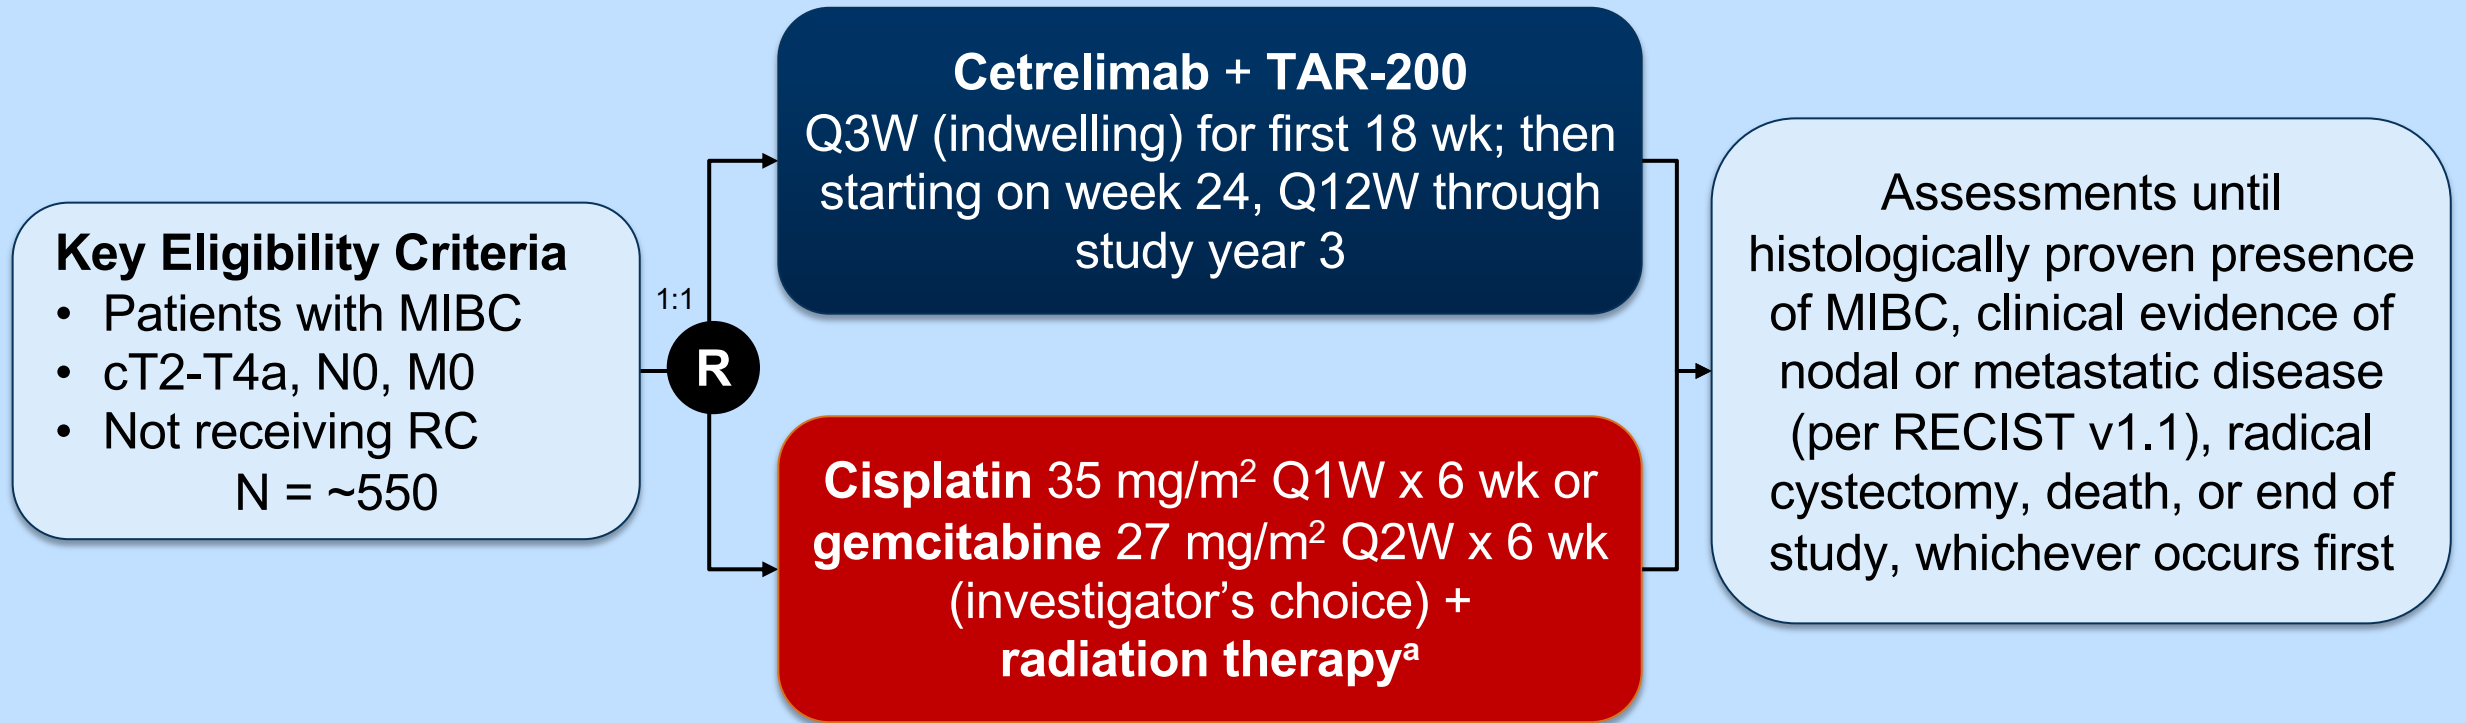 Key Eligibility Criteria
• Patients with MIBC
• cT2-T4a, N0, M0
• Not receiving RC
N = ~550
1:1
R
Cetrelimab + TAR-200
Q3W (indwelling) for first 18 wk; then
starting on week 24, Q12W through
study year 3
Cisplatin 35 mg/m² Q1W x 6 wk or
gemcitabine 27 mg/m² Q2W x 6 wk
(investigator’s choice) +
radiation therapyᵃ
Assessments until
histologically proven presence
of MIBC, clinical evidence of
nodal or metastatic disease
(per RECIST v1.1), radical
cystectomy, death, or end of
study, whichever occurs first